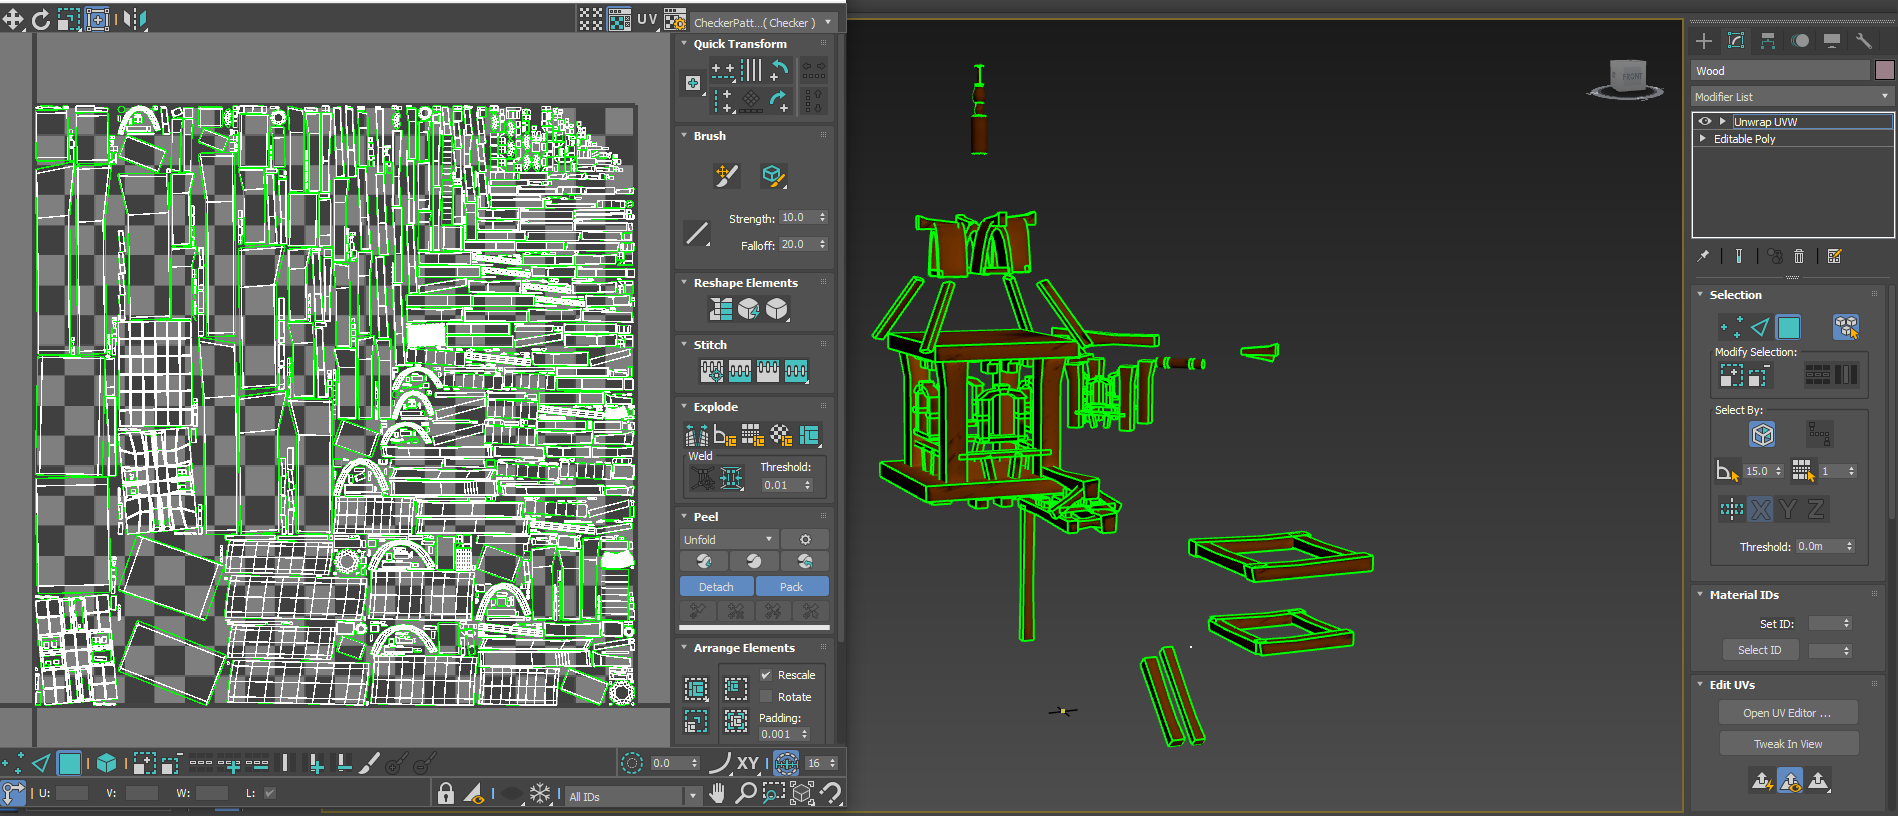 UV
CheckerPatt...( Checker )
Quick Transform
Brush
Strength: 10.0
Falloff: 20.0
Reshape Elements
Stitch
Explode
Weld
Threshold:
0.01
Peel
Unfold
Detach
Pack
Arrange Elements
Rescale
Rotate
Padding:
0.001
0.0
XY
16
U:
V:
W:
L:
All IDs
FRONT
Wood
Modifier List
Unwrap UVW
Editable Poly
Selection
Modify Selection:
Select By:
15.0
1
X Y Z
Threshold: 0.0m
Material IDs
Set ID:
Select ID
Edit UVs
Open UV Editor ...
Tweak In View